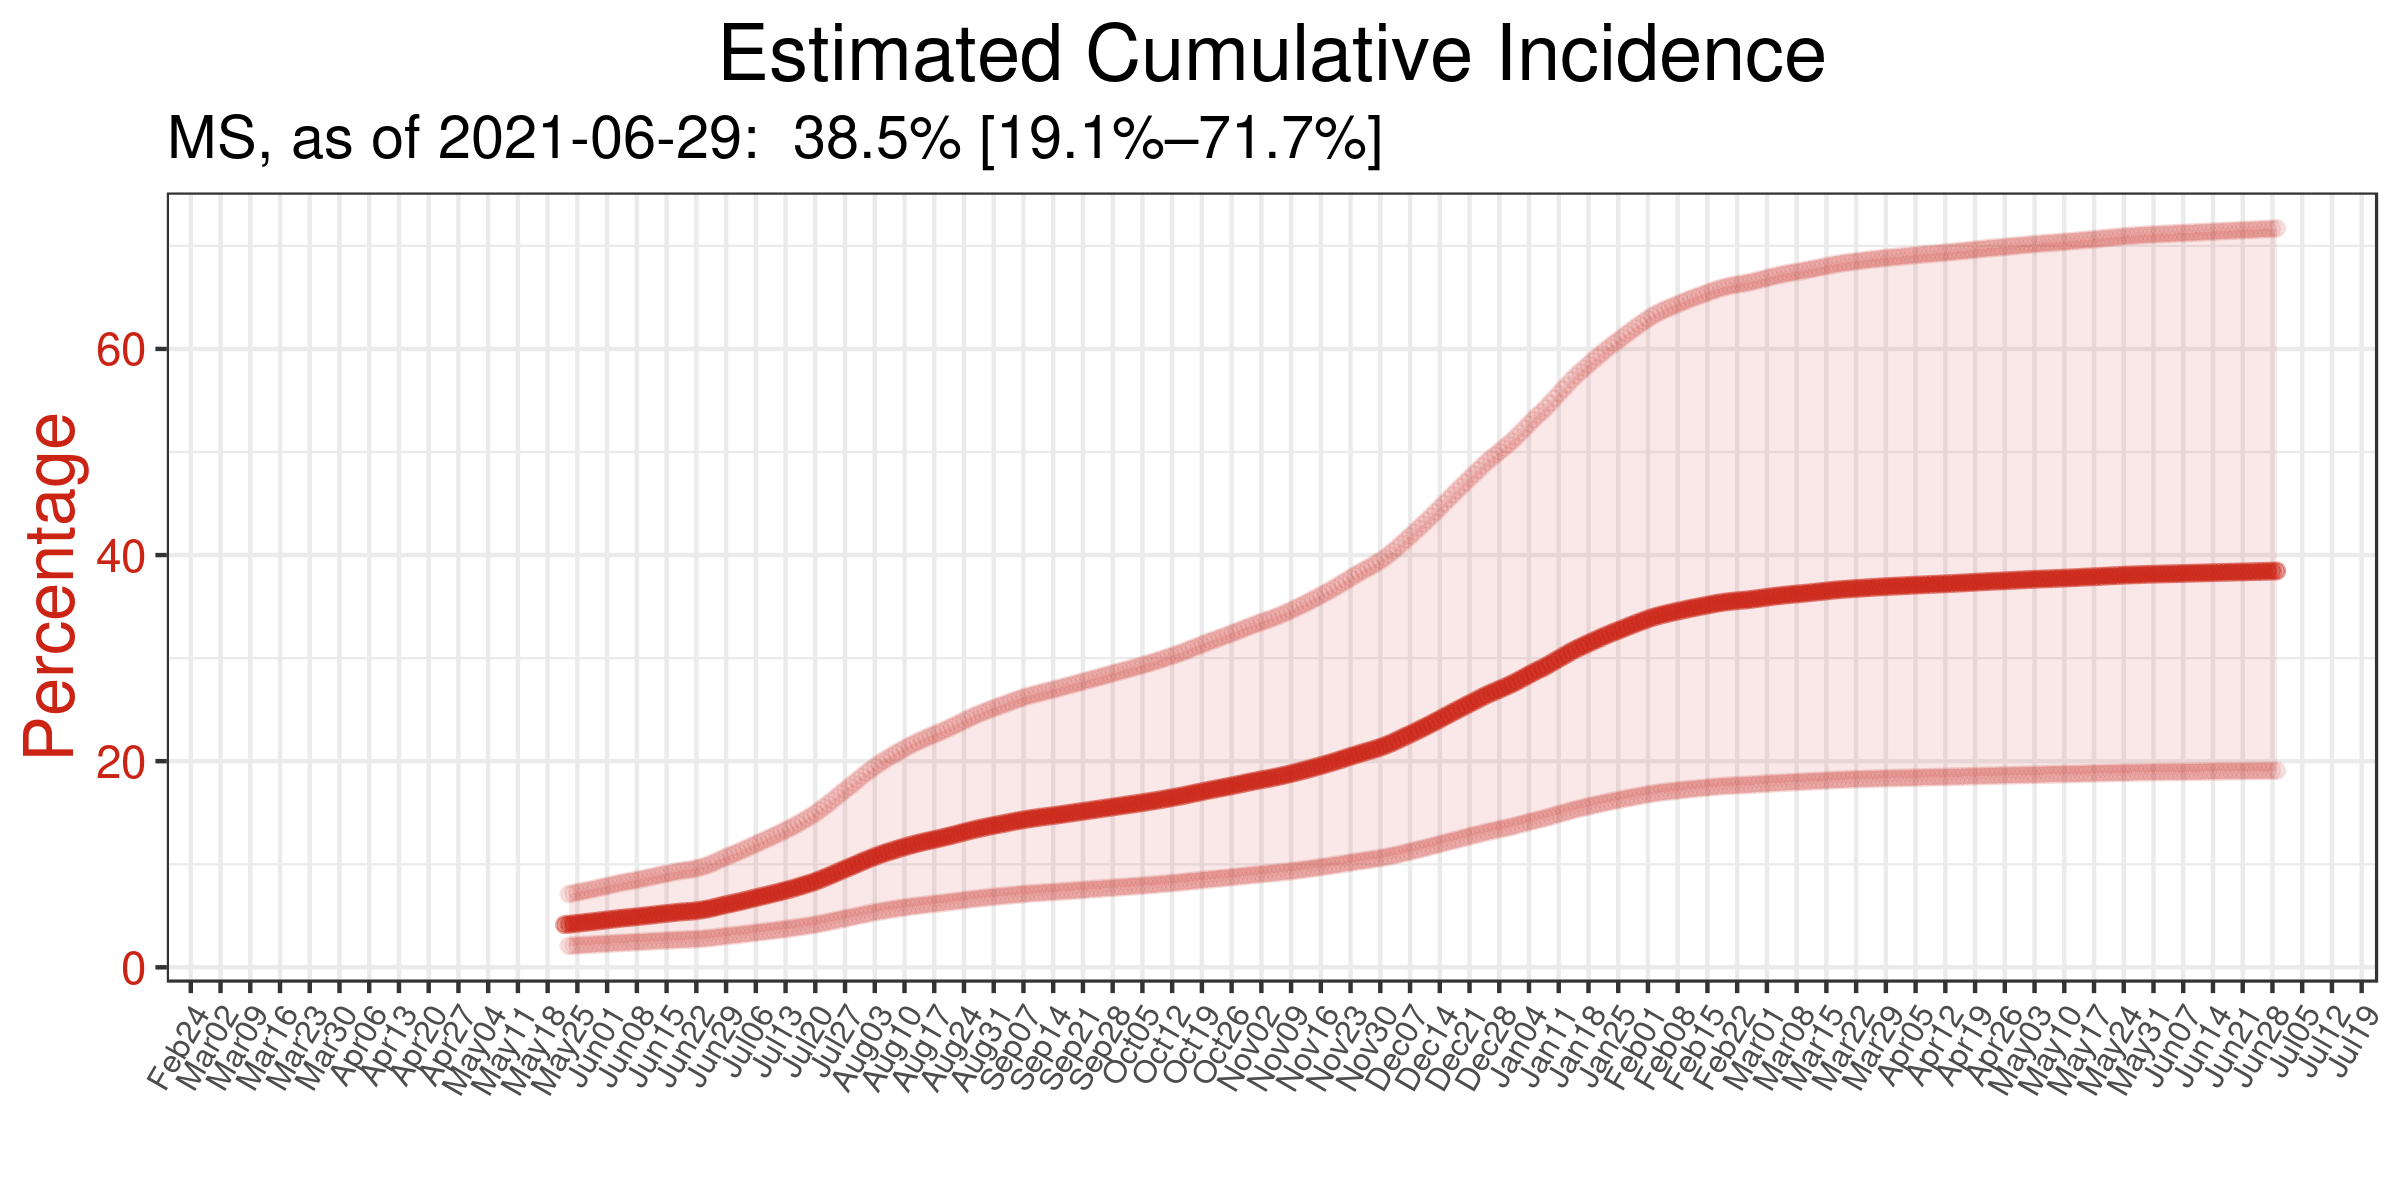 Estimated Cumulative Incidence
MS, as of 2021-06-29:  38.5% [19.1%–71.7%]
Percentage
60
40
20
0
Feb24
Mar02
Mar09
Mar16
Mar23
Mar30
Apr06
Apr13
Apr20
Apr27
May04
May11
May18
May25
Jun01
Jun08
Jun15
Jun22
Jun29
Jul06
Jul13
Jul20
Jul27
Aug03
Aug10
Aug17
Aug24
Aug31
Sep07
Sep14
Sep21
Sep28
Oct05
Oct12
Oct19
Oct26
Nov02
Nov09
Nov16
Nov23
Nov30
Dec07
Dec14
Dec21
Dec28
Jan04
Jan11
Jan18
Jan25
Feb01
Feb08
Feb15
Feb22
Mar01
Mar08
Mar15
Mar22
Mar29
Apr05
Apr12
Apr19
Apr26
May03
May10
May17
May24
May31
Jun07
Jun14
Jun21
Jun28
Jul05
Jul12
Jul19